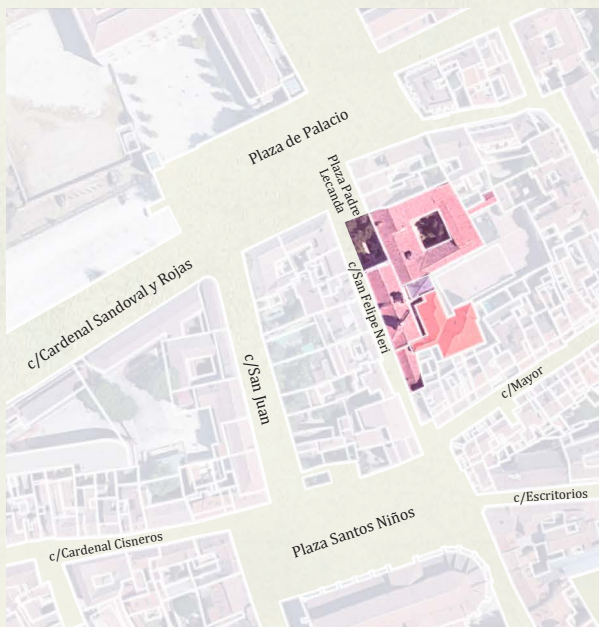 Plaza de Palacio
Plaza Padre
Lecanda
c/Cardenal Sandoval y Rojas
c/San Felipe Neri
c/San Juan
c/Mayor
c/Escritorios
Plaza Santos Niños
c/Cardenal Cisneros